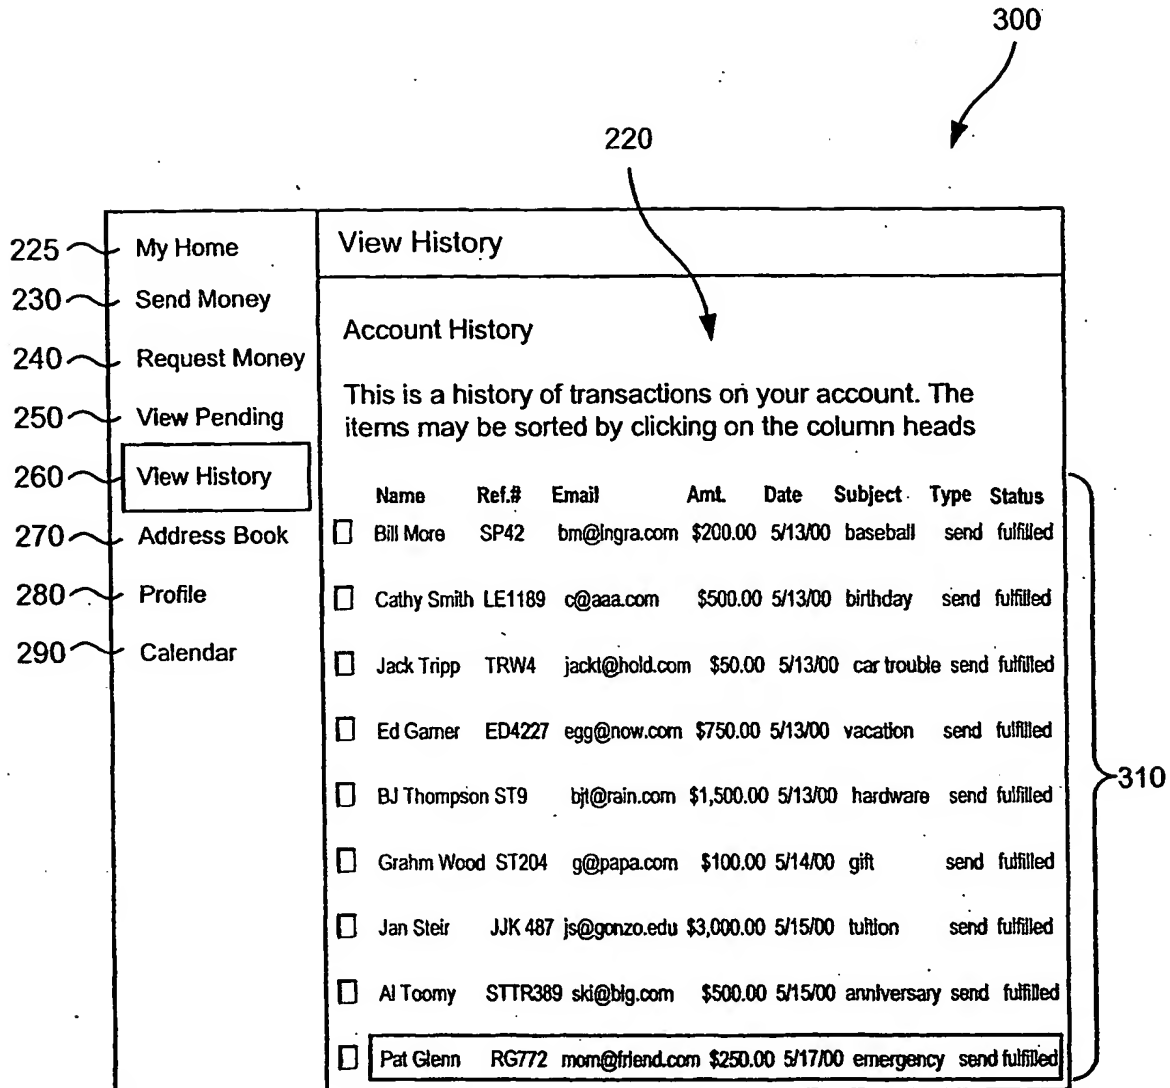 300
220
225 My Home
230 Send Money
240 Request Money
250 View Pending
260 View History
270 Address Book
280 Profile
290 Calendar
View History
Account History
This is a history of transactions on your account. The
items may be sorted by clicking on the column heads
Name Ref.# Email Amt. Date Subject Type Status
Bill More SP42 bm@ingra.com $200.00 5/13/00 baseball send fulfilled
Cathy Smith LE1189 c@aaa.com $500.00 5/13/00 birthday send fulfilled
Jack Tripp TRW4 jackt@hold.com $50.00 5/13/00 car trouble send fulfilled
Ed Garner ED4227 egg@now.com $750.00 5/13/00 vacation send fulfilled
BJ Thompson ST9 bjt@rain.com $1,500.00 5/13/00 hardware send fulfilled
Grahm Wood ST204 g@papa.com $100.00 5/14/00 gift send fulfilled
Jan Steir JJK 487 js@gonzo.edu $3,000.00 5/15/00 tuition send fulfilled
Al Toomy STTR389 ski@big.com $500.00 5/15/00 anniversary send fulfilled
Pat Glenn RG772 mom@friend.com $250.00 5/17/00 emergency send fulfilled
310